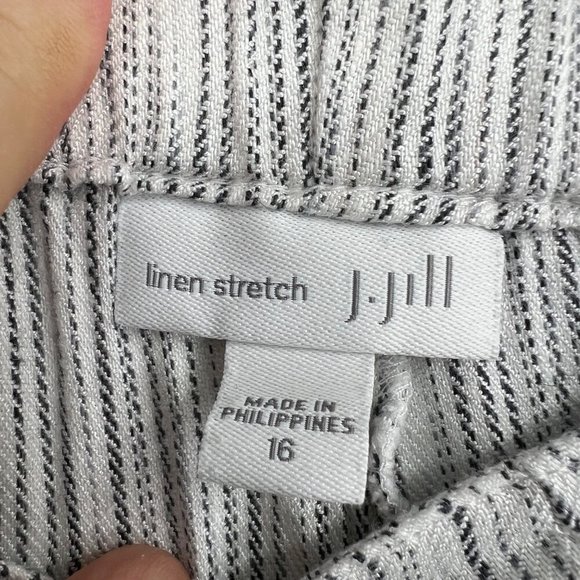 linen stretch J.Jill
MADE IN
PHILIPPINES
16